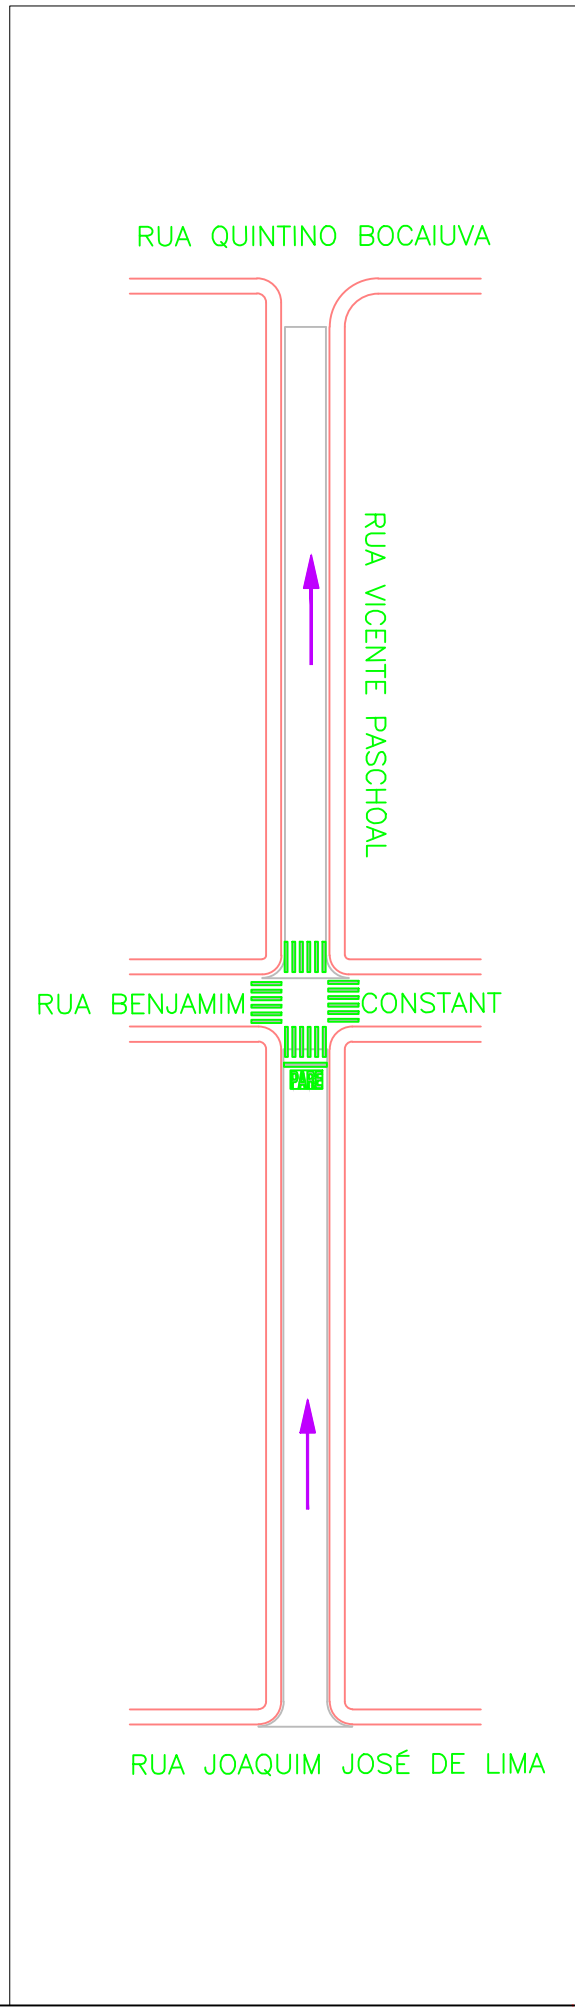 RUA QUINTINO BOCAIUVA
RUA VICENTE PASCHOAL
RUA BENJAMIM CONSTANT
PARE
RUA JOAQUIM JOSÉ DE LIMA